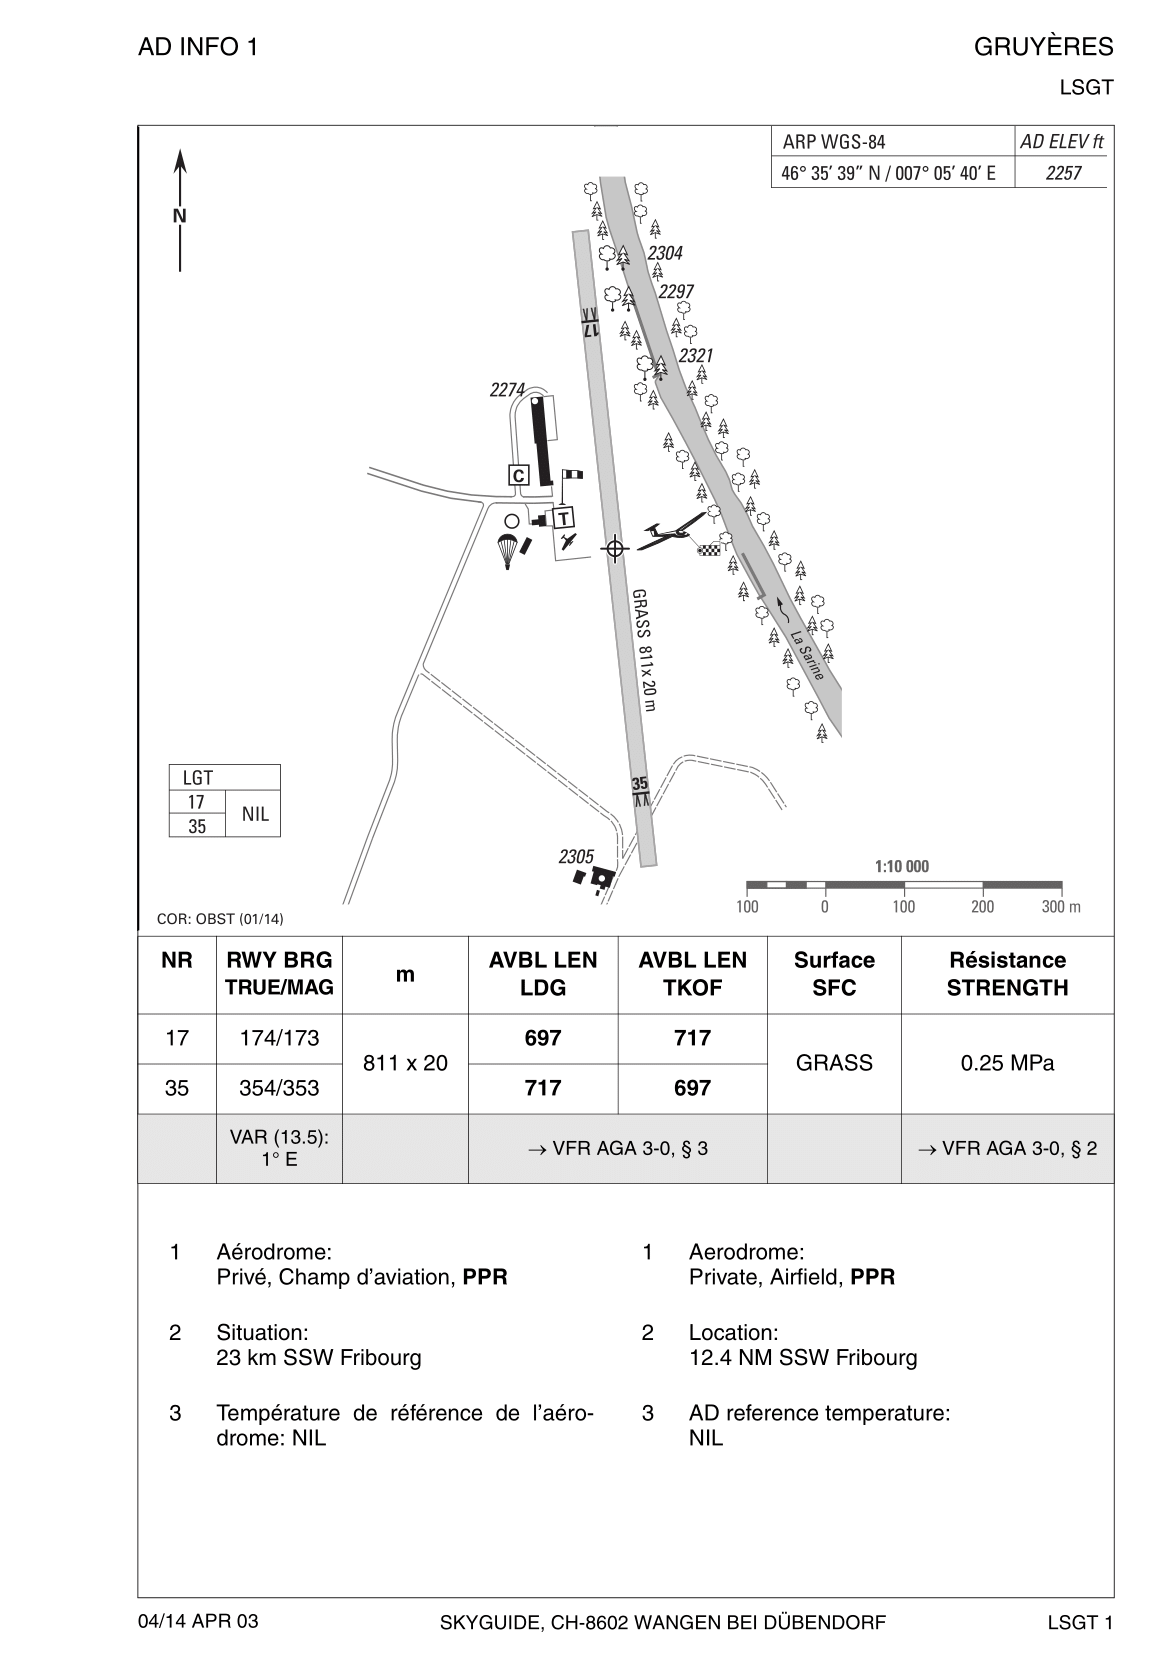 AD INFO 1
GRUYÈRES
LSGT
ARP WGS-84
AD ELEV ft
46° 35’ 39” N / 007° 05’ 40’ E
2257
N
2304
2297
17
2321
2274
C
T
GRASS 811x 20 m
La Sarine
35
LGT
17
NIL
35
2305
1:10 000
100 0 100 200 300 m
COR: OBST (01/14)
NR
RWY BRG
TRUE/MAG
m
AVBL LEN
LDG
AVBL LEN
TKOF
Surface
SFC
Résistance
STRENGTH
17
174/173
811 x 20
697
717
GRASS
0.25 MPa
35
354/353
717
697
VAR (13.5):
1° E
→ VFR AGA 3-0, § 3
→ VFR AGA 3-0, § 2
1 Aérodrome:
Privé, Champ d’aviation, PPR
2 Situation:
23 km SSW Fribourg
3 Température de référence de l’aéro-
drome: NIL
1 Aerodrome:
Private, Airfield, PPR
2 Location:
12.4 NM SSW Fribourg
3 AD reference temperature:
NIL
04/14 APR 03
SKYGUIDE, CH-8602 WANGEN BEI DÜBENDORF
LSGT 1